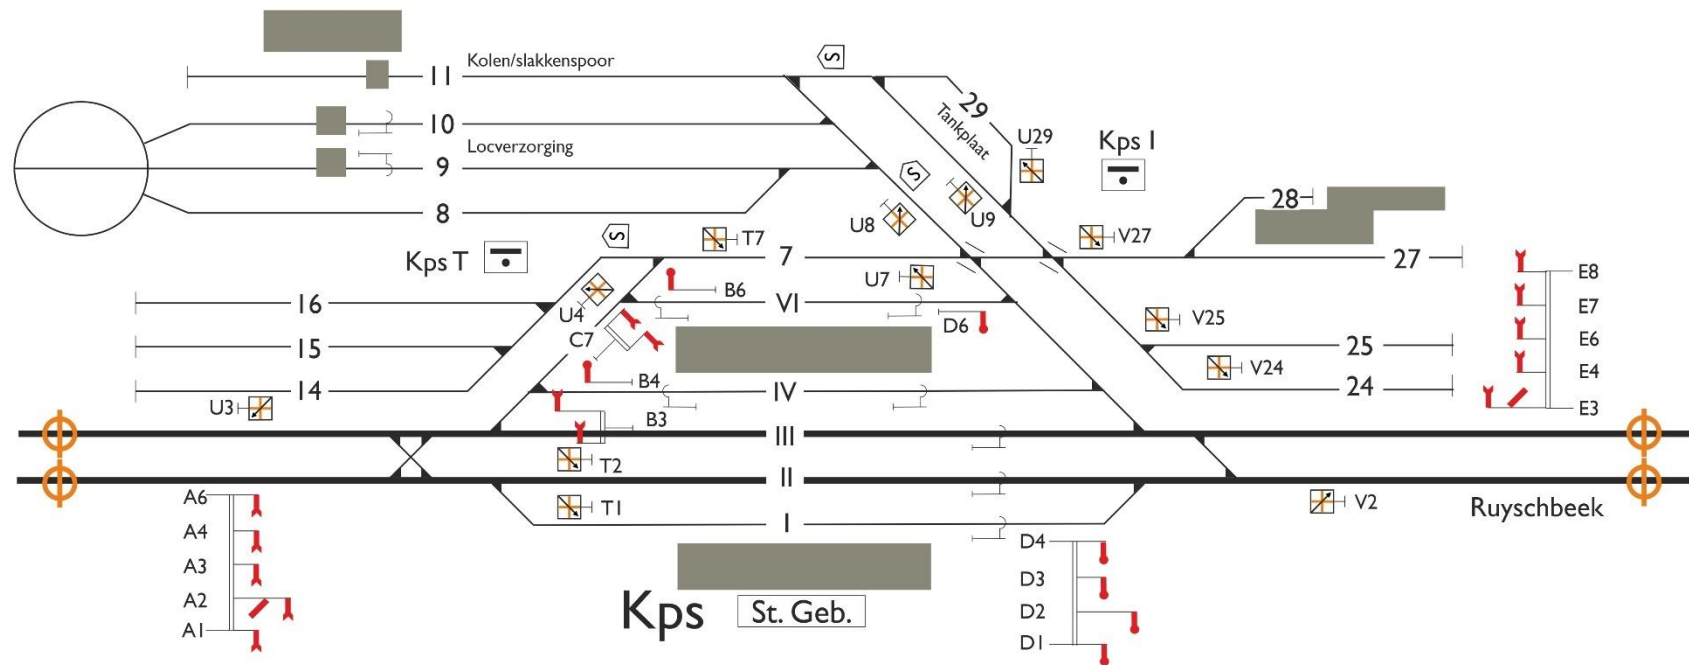 S
11 Kolen/slakkenspoor
29
Tankplaat
10
U29
Kps I
Locverzorging
9
S
U9
28
8
U8
Kps T
S
T7
7
V27
27
E8
16
U4
B6
VI
U7
D6
E7
V25
C7
E6
15
25
B4
V24
E4
14
IV
24
U3
B3
E3
III
T2
II
A6
T1
I
V2
Ruyschbeek
A4
D4
A3
D3
A2
Kps
St. Geb.
D2
A1
D1